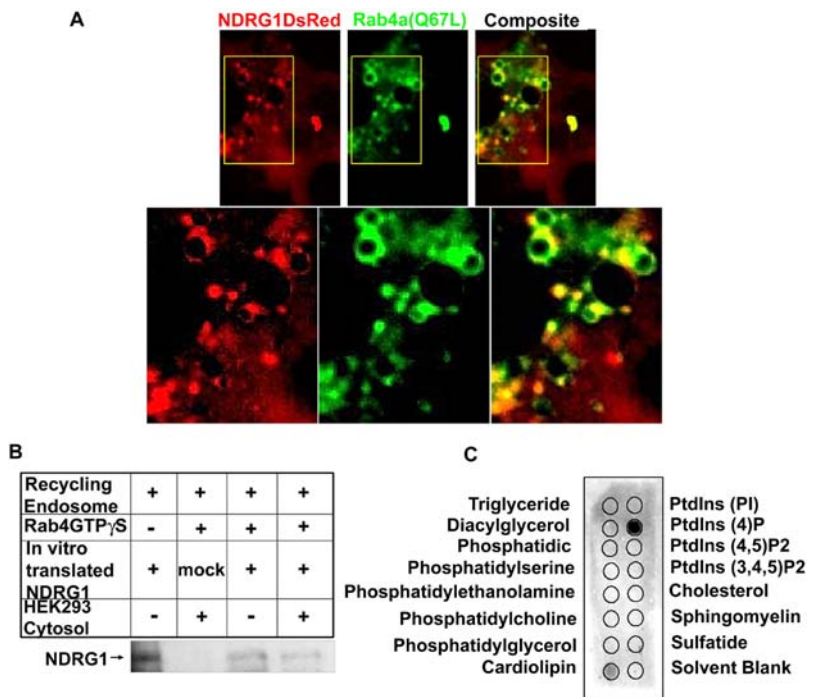 A
NDRG1DsRed Rab4a(Q67L) Composite
B
Recycling Endosome + + + +
Rab4GTPγS - + + +
In vitro translated NDRG1 + mock + +
HEK293 Cytosol - + - +
NDRG1→
C
Triglyceride PtdIns (PI)
Diacylglycerol PtdIns (4)P
Phosphatidic PtdIns (4,5)P2
Phosphatidylserine PtdIns (3,4,5)P2
Phosphatidylethanolamine Cholesterol
Phosphatidylcholine Sphingomyelin
Phosphatidylglycerol Sulfatide
Cardiolipin Solvent Blank